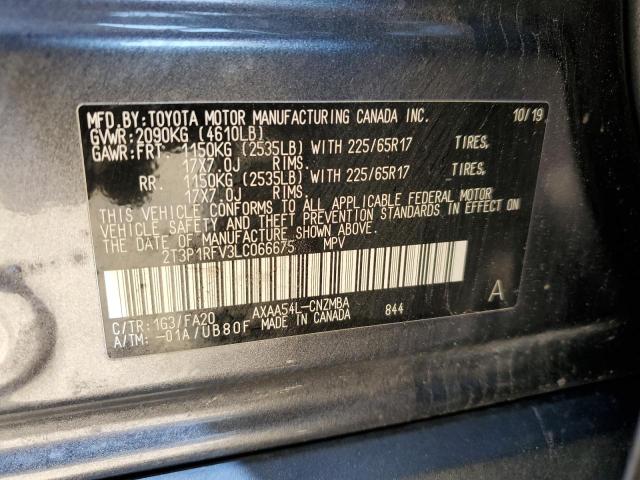 MFD.BY:TOYOTA MOTOR MANUFACTURING CANADA INC. 10/19
GVWR:2090KG (4610LB)
GAWR:FRT 1150KG (2535LB) WITH 225/65R17 TIRES,
17X7.0J RIMS.
RR. 1150KG (2535LB) WITH 225/65R17 TIRES,
17X7.0J RIMS.
THIS VEHICLE CONFORMS TO ALL APPLICABLE FEDERAL MOTOR
VEHICLE SAFETY AND THEFT PREVENTION STANDARDS IN EFFECT ON
THE DATE OF MANUFACTURE SHOWN ABOVE.
2T3P1RFV3LC066675 MPV
A
C/TR: 1G3/FA20 AXAA54L-CNZMBA 844
A/TM: -01A/UB80F MADE IN CANADA